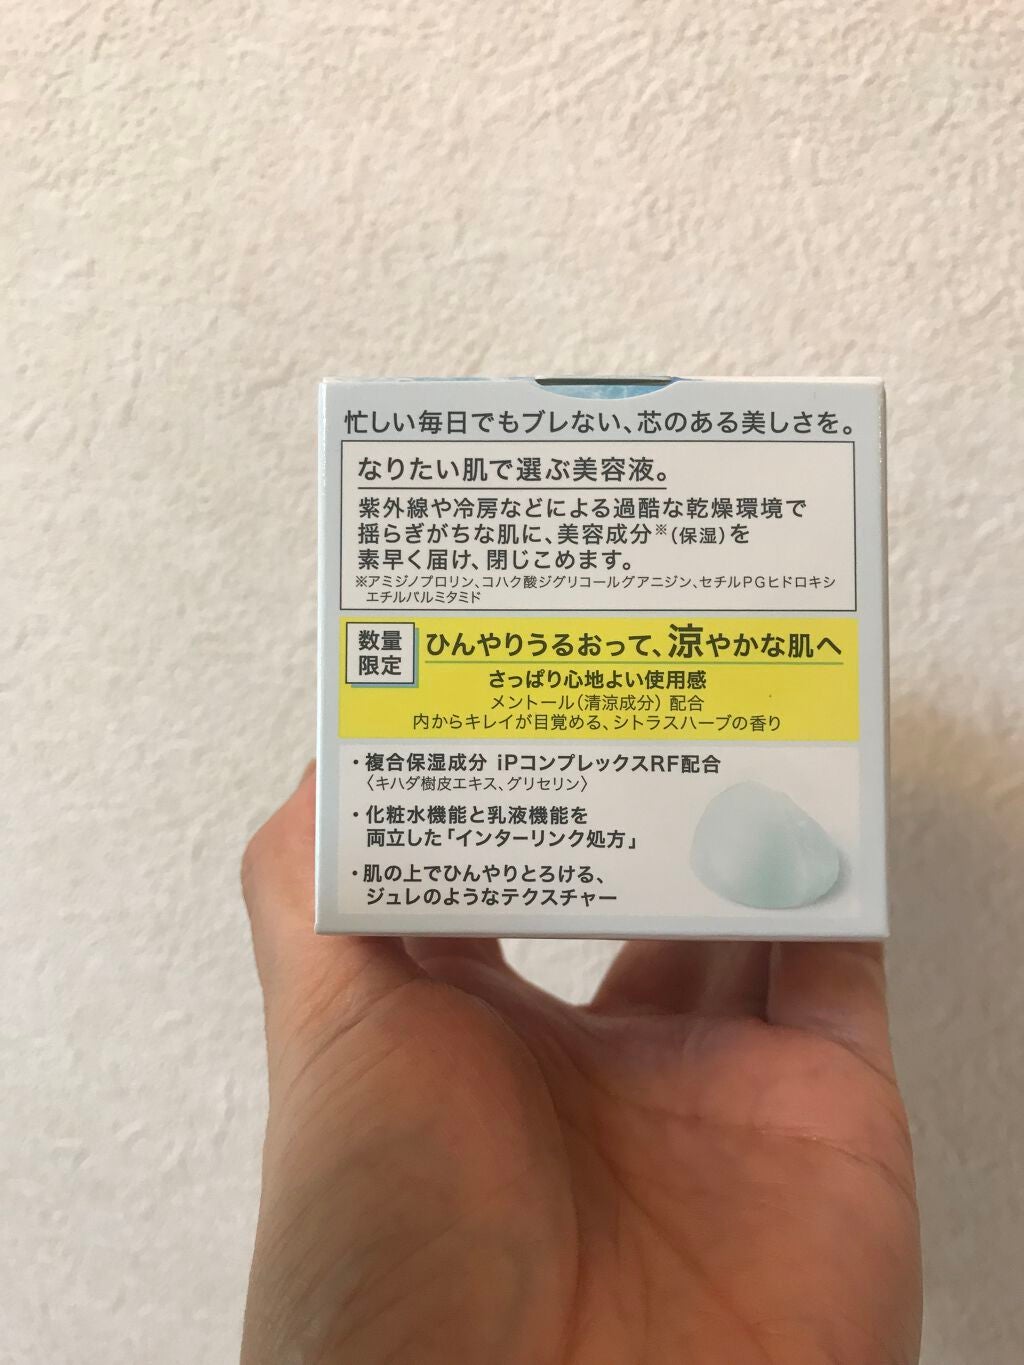 忙しい毎日でもブレない、芯のある美しさを。
なりたい肌で選ぶ美容液。
紫外線や冷房などによる過酷な乾燥環境で
揺らぎがちな肌に、美容成分※(保湿)を
素早く届け、閉じこめます。
※アミジノプロリン、コハク酸ジグリコールグアニジン、セチルPGヒドロキシ
エチルパルミタミド
数量
限定
ひんやりうるおって、涼やかな肌へ
さっぱり心地よい使用感
メントール(清涼成分) 配合
内からキレイが目覚める、シトラスハーブの香り
・複合保湿成分 iPコンプレックスRF配合
〈キハダ樹皮エキス、グリセリン〉
・化粧水機能と乳液機能を
両立した「インターリンク処方」
・肌の上でひんやりとろける、
ジュレのようなテクスチャー